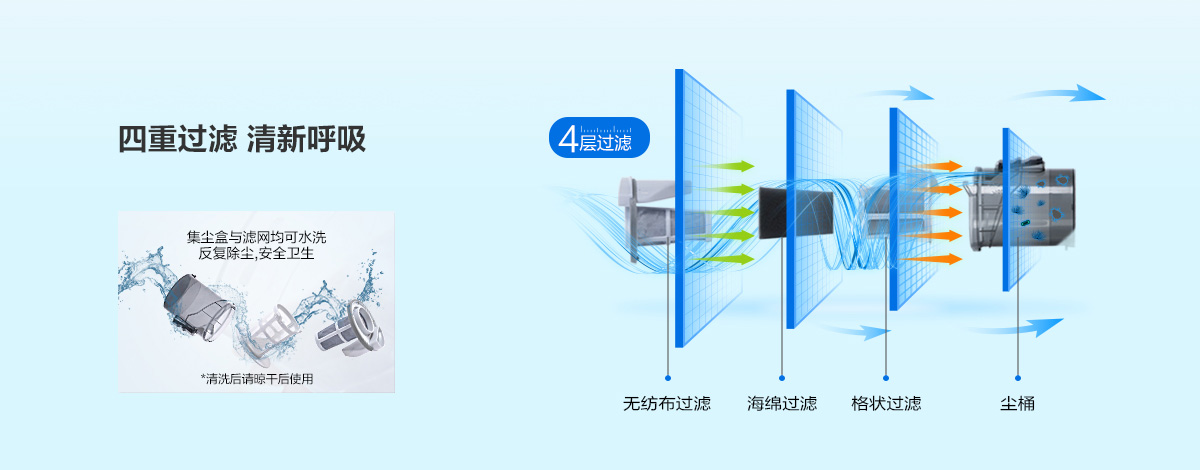 四重过滤 清新呼吸
集尘盒与滤网均可水洗
反复除尘,安全卫生
*清洗后请晾干后使用
4层过滤
无纺布过滤
海绵过滤
格状过滤
尘桶